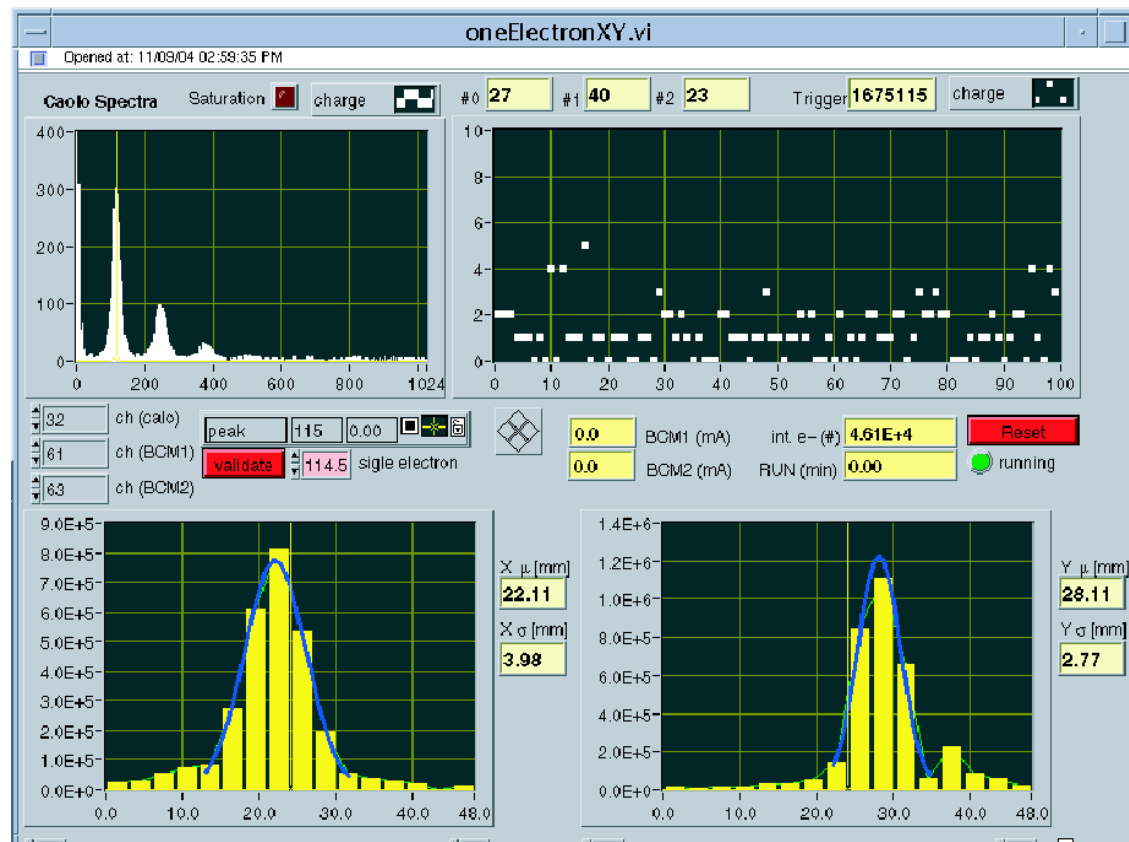 oneElectronXY.vi
Opened at: 11/09/04 02:59:35 PM
Caolo Spectra Saturation charge #0 27 #1 40 #2 23 Trigger 1675115 charge
400
300
200
100
0
0 200 400 600 800 1024
10
8
6
4
2
0
0 10 20 30 40 50 60 70 80 90 100
32 ch (calo)
61 ch (BCM1)
63 ch (BCM2)
peak 115 0.00
validate 114.5 sigle electron
0.0 BCM1 (mA) int. e- (#) 4.61E+4 Reset
0.0 BCM2 (mA) RUN (min) 0.00 running
9.0E+5
8.0E+5
7.0E+5
6.0E+5
5.0E+5
4.0E+5
3.0E+5
2.0E+5
1.0E+5
0.0E+0
0.0 10.0 20.0 30.0 40.0 48.0
X μ [mm]
22.11
X σ [mm]
3.98
1.4E+6
1.2E+6
1.0E+6
8.0E+5
6.0E+5
4.0E+5
2.0E+5
0.0E+0
0.0 10.0 20.0 30.0 40.0 48.0
Y μ [mm]
28.11
Y σ [mm]
2.77